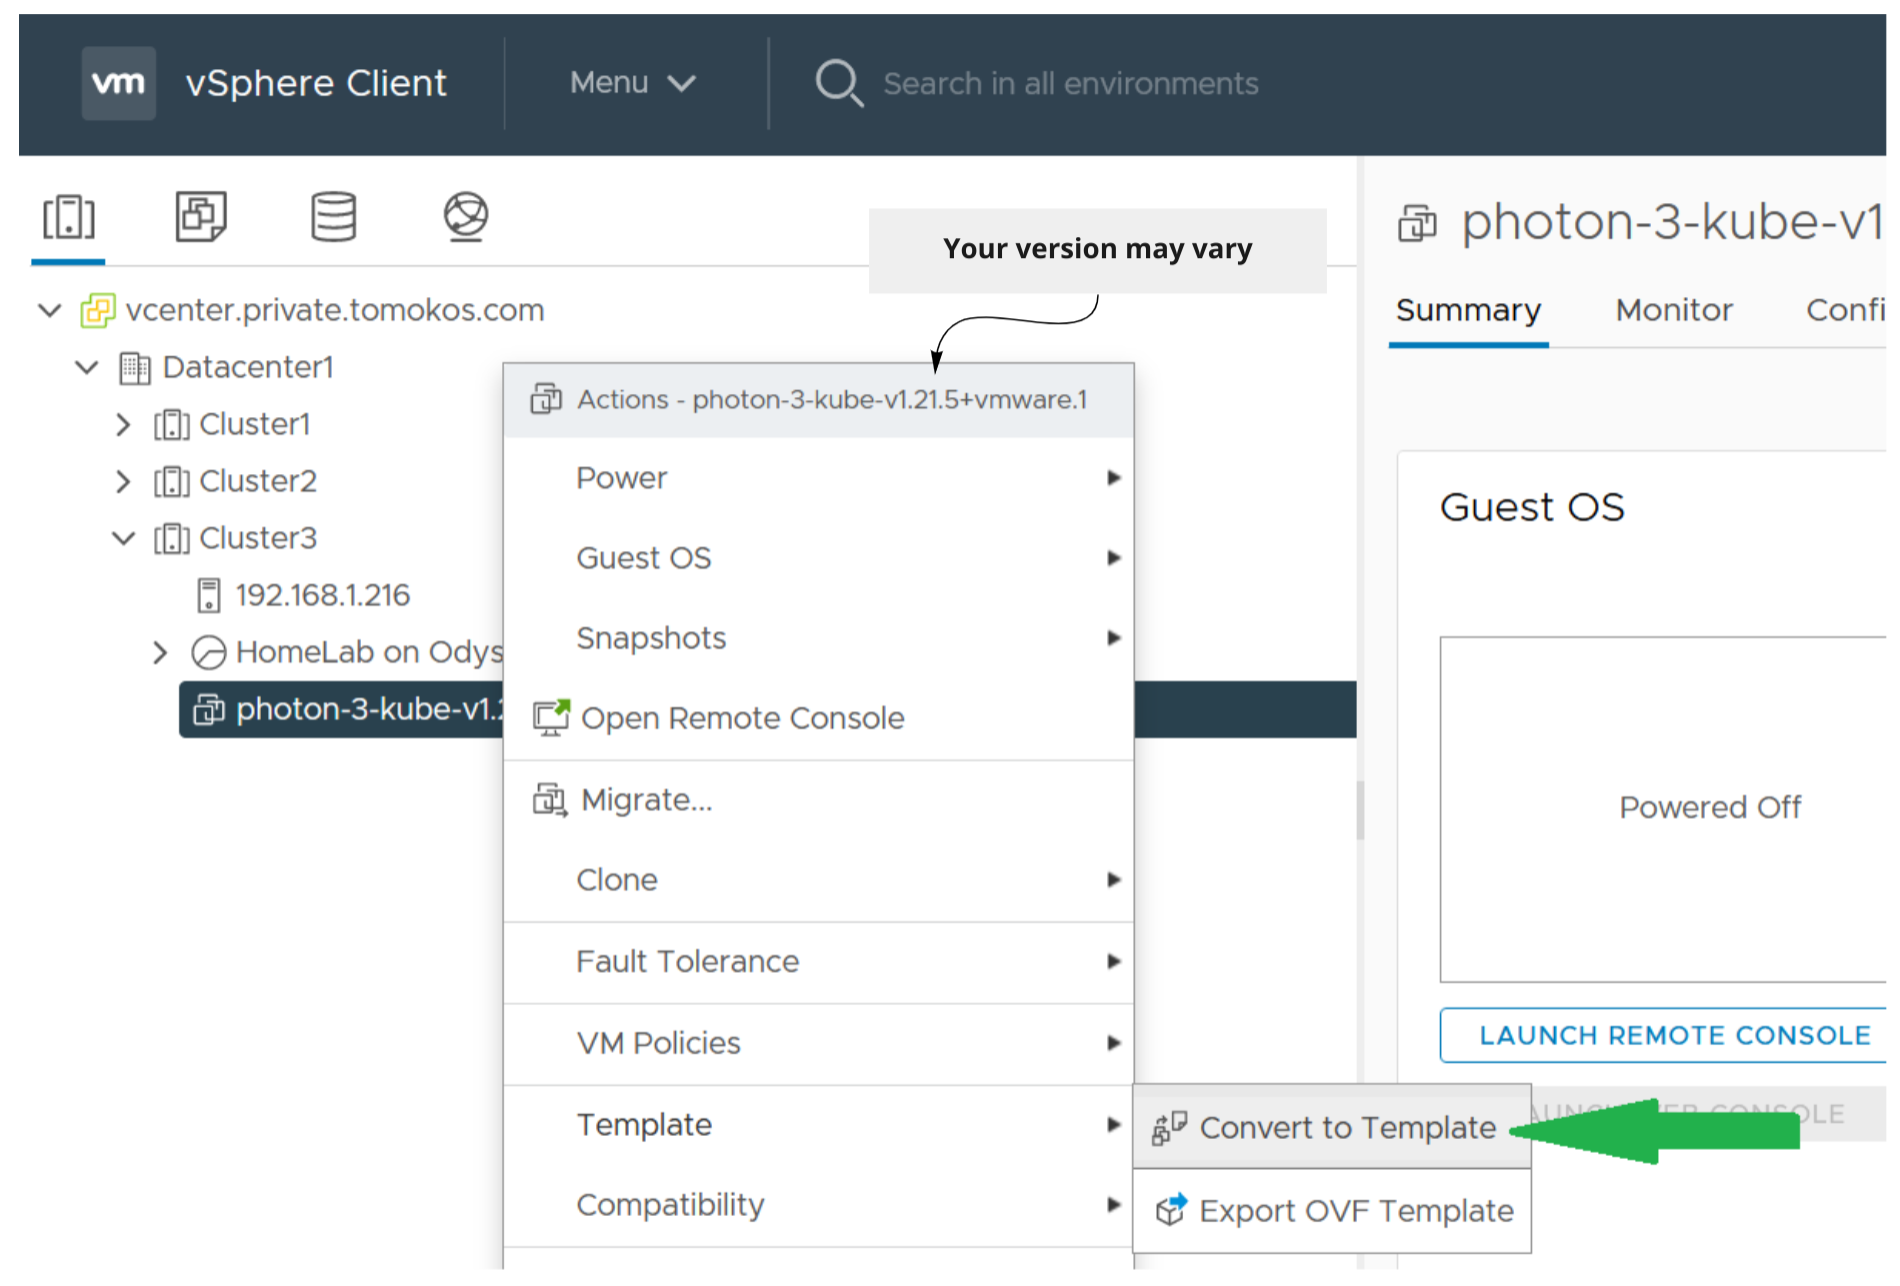 vm vSphere Client Menu Search in all environments
Your version may vary
vcenter.private.tomokos.com
Datacenter1
Cluster1
Cluster2
Cluster3
192.168.1.216
HomeLab on Odys
photon-3-kube-v1.2
Actions - photon-3-kube-v1.21.5+vmware.1
Power
Guest OS
Snapshots
Open Remote Console
Migrate...
Clone
Fault Tolerance
VM Policies
Template
Compatibility
Convert to Template
Export OVF Template
photon-3-kube-v1
Summary Monitor Confi
Guest OS
Powered Off
LAUNCH REMOTE CONSOLE